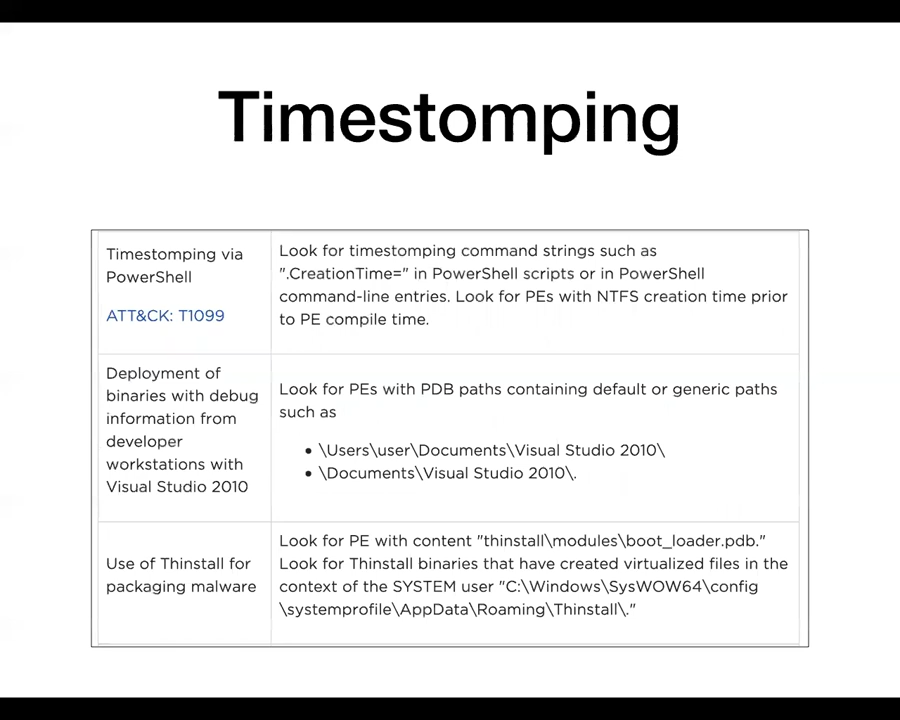 Timestomping
Timestomping via
PowerShell
ATT&CK: T1099
Look for timestomping command strings such as
".CreationTime=" in PowerShell scripts or in PowerShell
command-line entries. Look for PEs with NTFS creation time prior
to PE compile time.
Deployment of
binaries with debug
information from
developer
workstations with
Visual Studio 2010
Look for PEs with PDB paths containing default or generic paths
such as
• \Users\user\Documents\Visual Studio 2010\
• \Documents\Visual Studio 2010\.
Use of Thinstall for
packaging malware
Look for PE with content "thinstall\modules\boot_loader.pdb."
Look for Thinstall binaries that have created virtualized files in the
context of the SYSTEM user "C:\Windows\SysWOW64\config
\systemprofile\AppData\Roaming\Thinstall\."